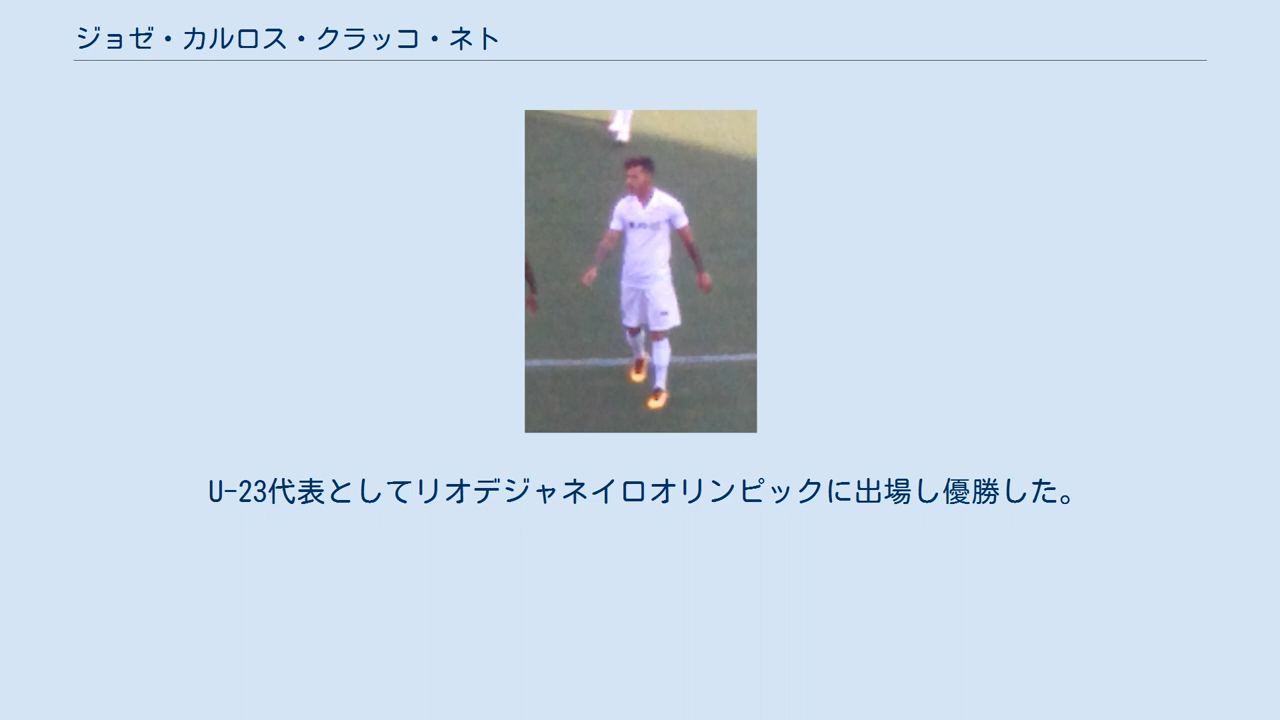 ジョゼ・カルロス・クラッコ・ネト
U-23代表としてリオデジャネイロオリンピックに出場し優勝した。